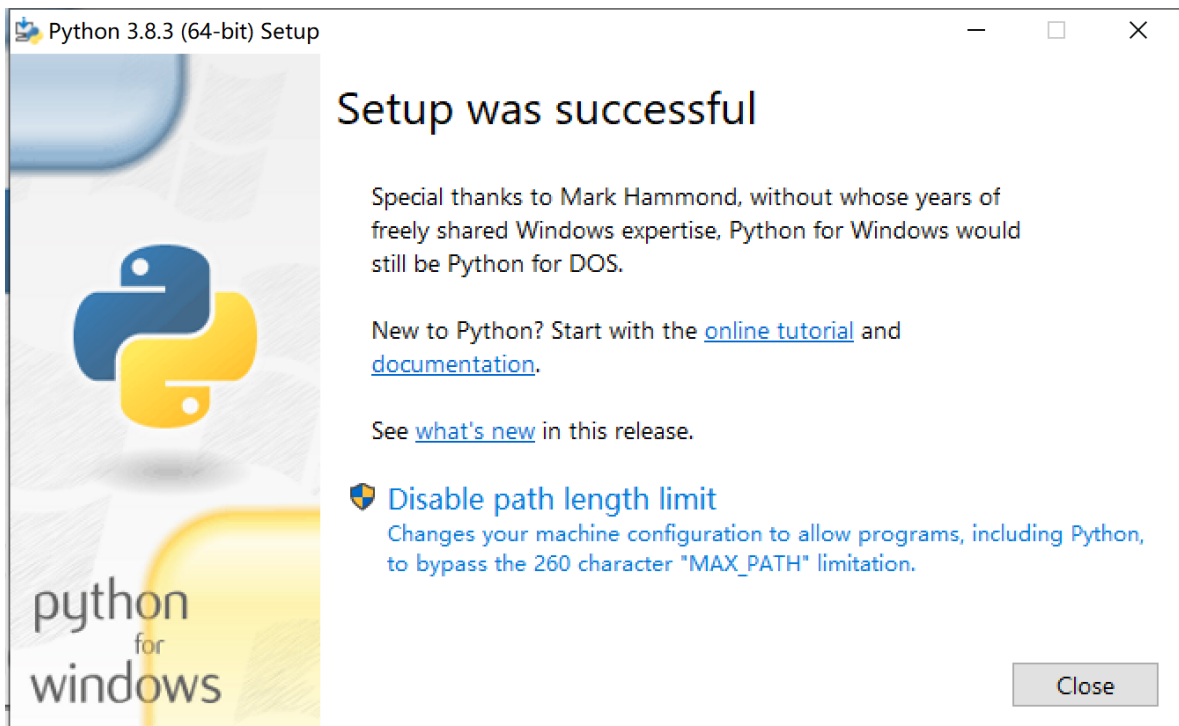 Python 3.8.3 (64-bit) Setup
Setup was successful
Special thanks to Mark Hammond, without whose years of
freely shared Windows expertise, Python for Windows would
still be Python for DOS.
New to Python? Start with the online tutorial and
documentation.
See what's new in this release.
Disable path length limit
Changes your machine configuration to allow programs, including Python,
to bypass the 260 character "MAX_PATH" limitation.
python
for
windows
Close